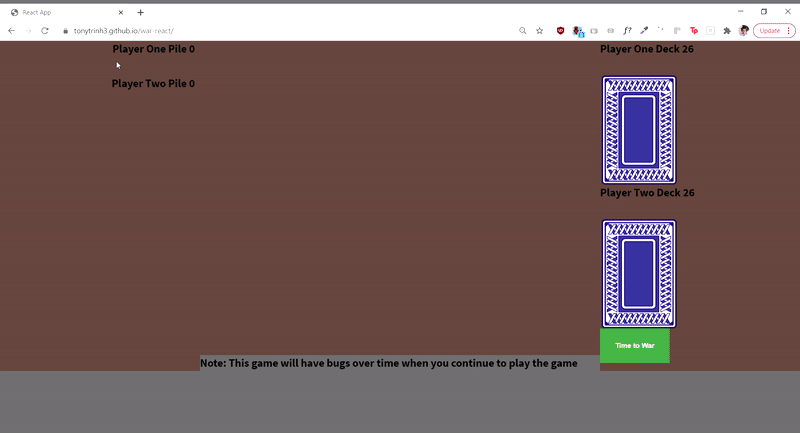 React App
tonytrinh3.github.io/war-react/
Update
Player One Pile 0
Player Two Pile 0
Player One Deck 26
Player Two Deck 26
Time to War
Note: This game will have bugs over time when you continue to play the game